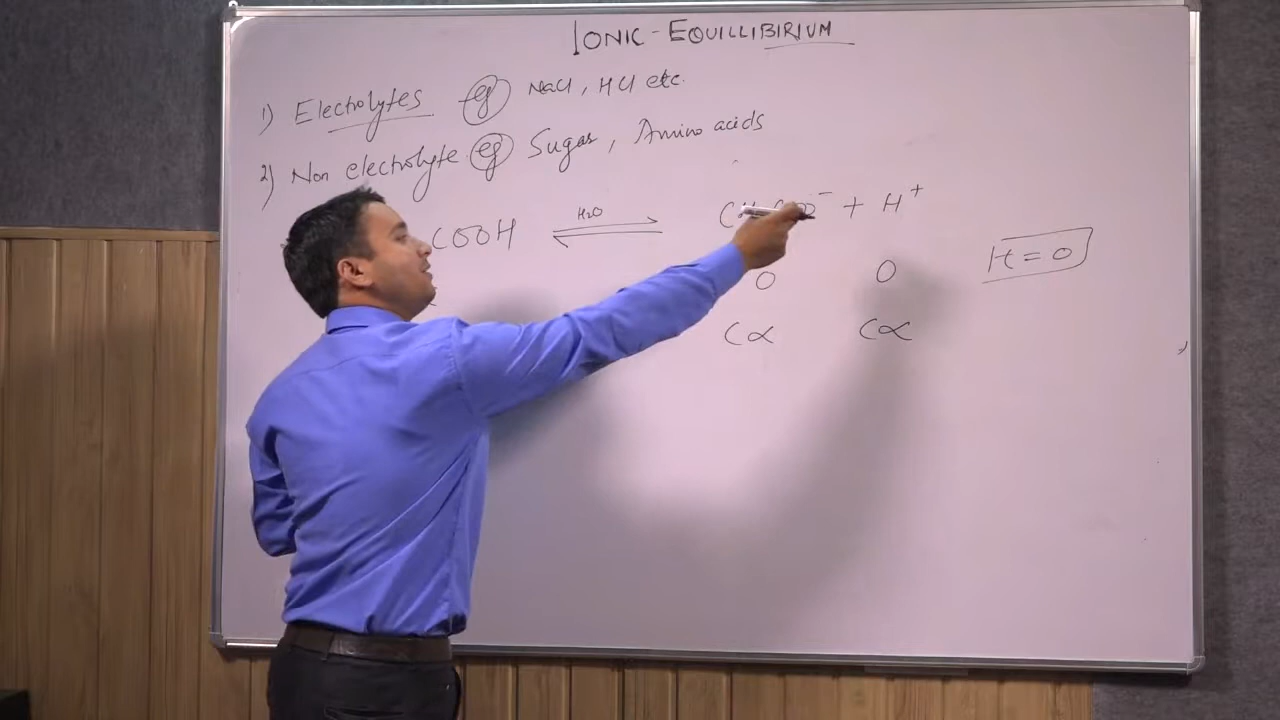 IONIC-EQUILLIBIRIUM
1) Electrolytes eg NaCl, HCl etc.
2) Non electrolyte eg Sugar, Amino acids
COOH ⇌ H2O CH3COO⁻ + H⁺
0 0 t=0
Cα Cα